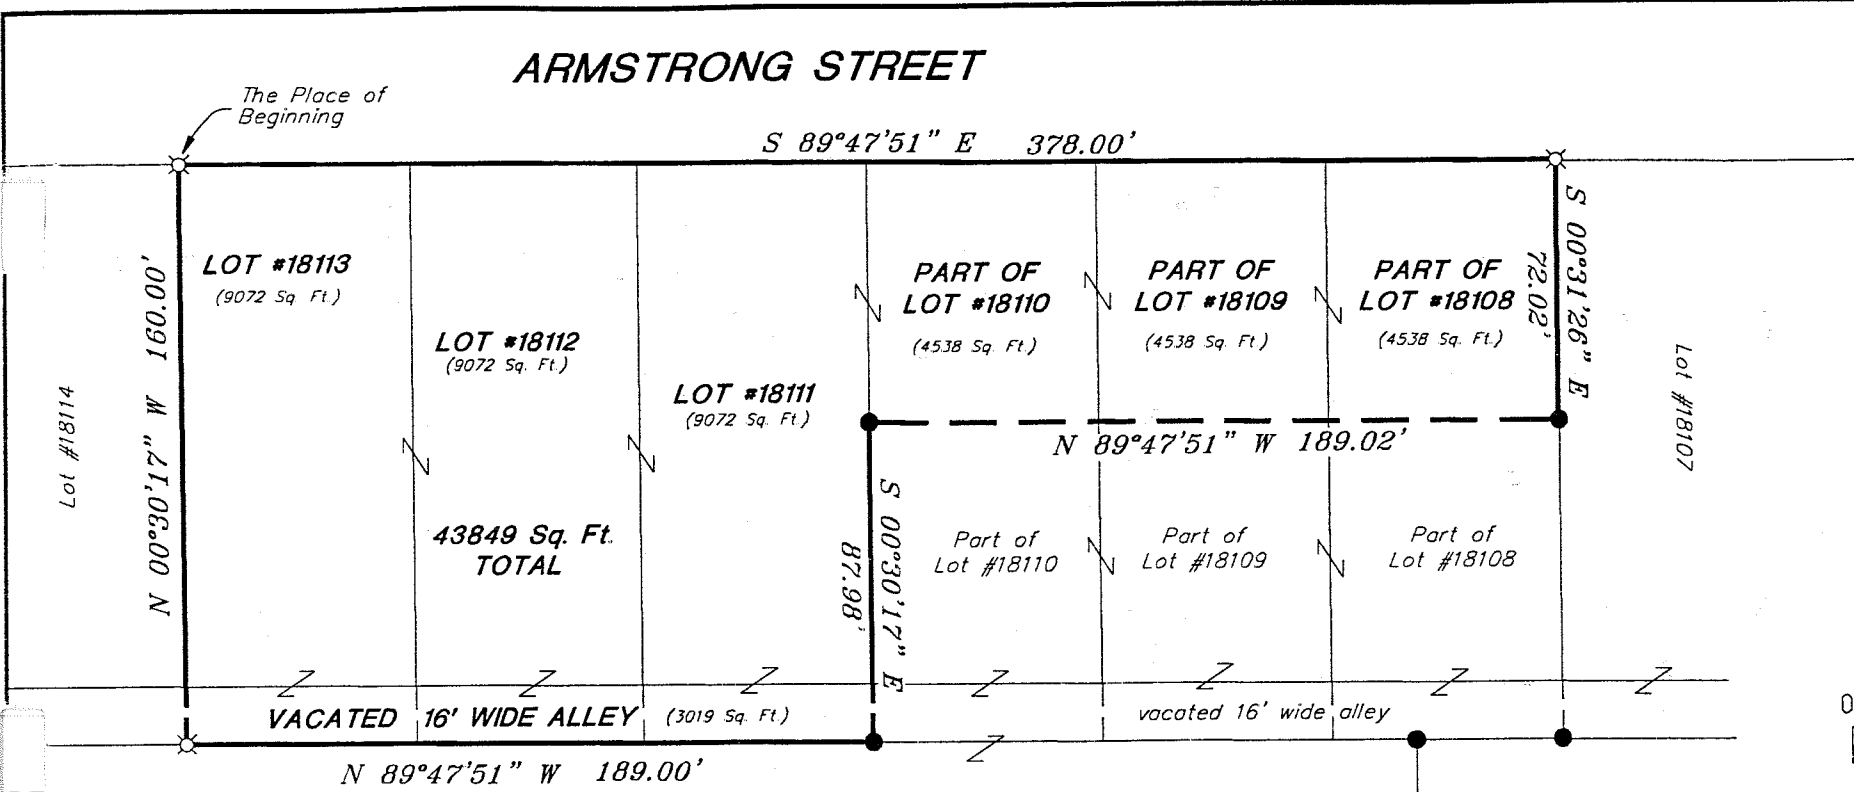 ARMSTRONG STREET
The Place of
Beginning
S 89°47'51" E 378.00'
LOT #18113
(9072 Sq. Ft.)
LOT #18112
(9072 Sq. Ft.)
LOT #18111
(9072 Sq. Ft.)
PART OF
LOT #18110
(4538 Sq. Ft.)
PART OF
LOT #18109
(4538 Sq. Ft.)
PART OF
LOT #18108
(4538 Sq. Ft.)
S 00°31'26" E
72.02'
Lot #18114
N 00°30'17" W 160.00'
Lot #18107
N 89°47'51" W 189.02'
43849 Sq. Ft.
TOTAL
S 00°30'17" E
87.98'
Part of
Lot #18110
Part of
Lot #18109
Part of
Lot #18108
VACATED 16' WIDE ALLEY (3019 Sq. Ft.)
vacated 16' wide alley
N 89°47'51" W 189.00'